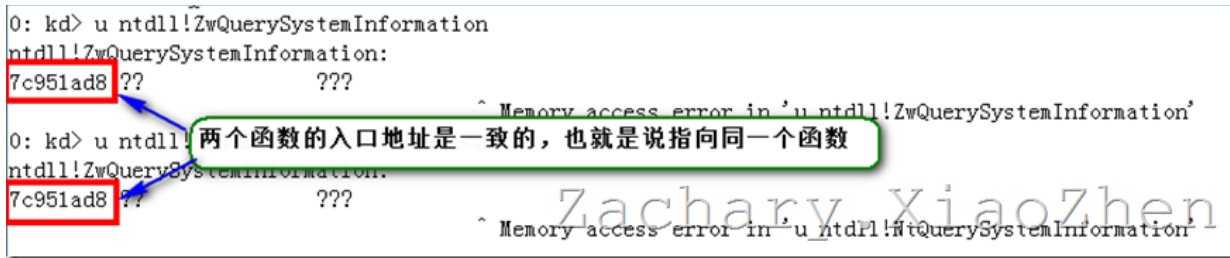 0: kd> u ntdll!ZwQuerySystemInformation
ntdll!ZwQuerySystemInformation:
7c951ad8 ?? ???
^ Memory access error in 'u ntdll!ZwQuerySystemInformation'
0: kd> u ntdll!
两个函数的入口地址是一致的，也就是说指向同一个函数
ntdll!ZwQuerySystemInformation:
7c951ad8 ?? ???
Zachary.XiaoZhen
^ Memory access error in 'u ntdll!NtQuerySystemInformation'